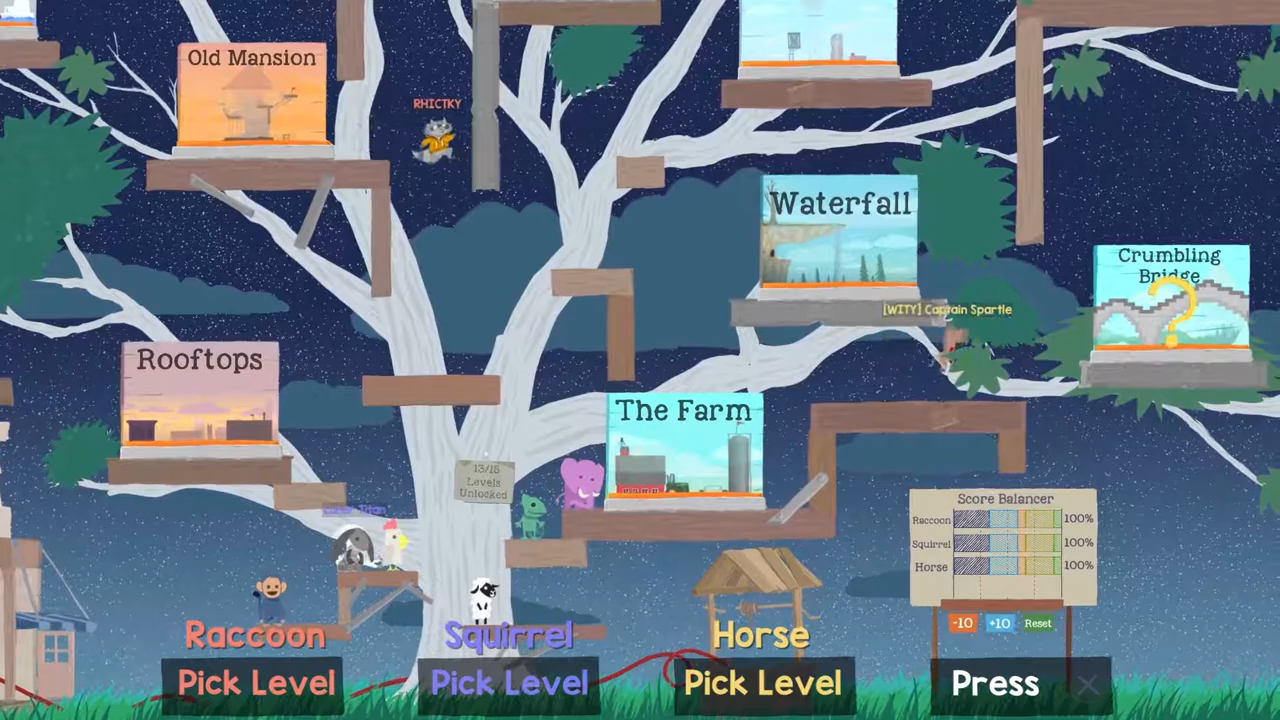 Old Mansion
RHICTKY
Waterfall
Crumbling
Bridge
?
[WITY] Captain Spartle
Rooftops
The Farm
13/15
Levels
Unlocked
Score Balancer
Raccoon 100%
Squirrel 100%
Horse 100%
-10 +10 Reset
Raccoon Squirrel Horse
Pick Level Pick Level Pick Level Press